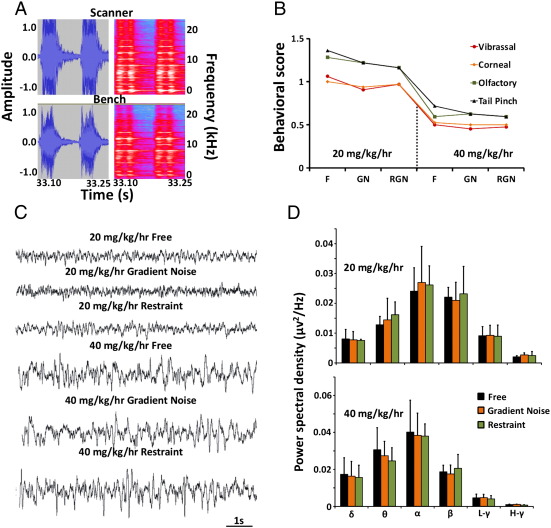 A
Scanner
1.0
0.0
-1.0
20
10
0
Bench
1.0
0.0
-1.0
20
10
0
Amplitude
Frequency (kHz)
33.10 33.25 33.10 33.25
Time (s)
B
Behavioral score
1.5
1
0.5
0
Vibrassal
Corneal
Olfactory
Tail Pinch
20 mg/kg/hr 40 mg/kg/hr
F GN RGN F GN RGN
C
20 mg/kg/hr Free
20 mg/kg/hr Gradient Noise
20 mg/kg/hr Restraint
40 mg/kg/hr Free
40 mg/kg/hr Gradient Noise
40 mg/kg/hr Restraint
1s
D
Power spectral density (μv²/Hz)
0.04
0.03
0.02
0.01
0
20 mg/kg/hr
0.06
0.04
0.02
0
40 mg/kg/hr
Free
Gradient Noise
Restraint
δ θ α β L-γ H-γ